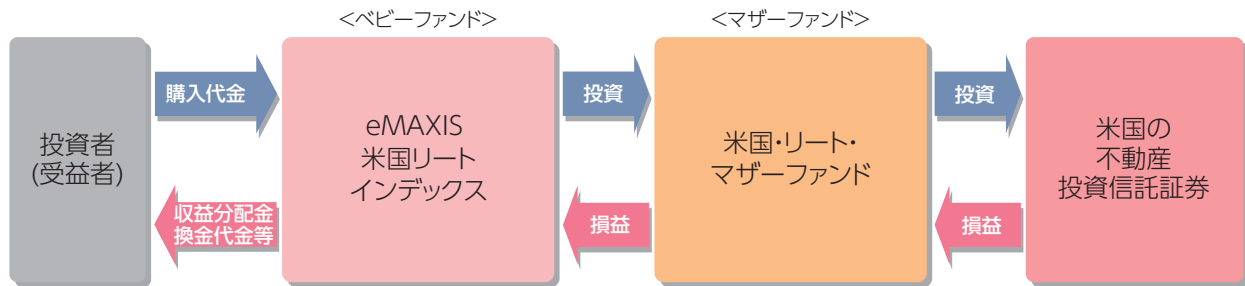 <ベビーファンド>
<マザーファンド>
投資者
(受益者)
購入代金
収益分配金
換金代金等
eMAXIS
米国リート
インデックス
投資
損益
米国・リート・
マザーファンド
投資
損益
米国の
不動産
投資信託証券